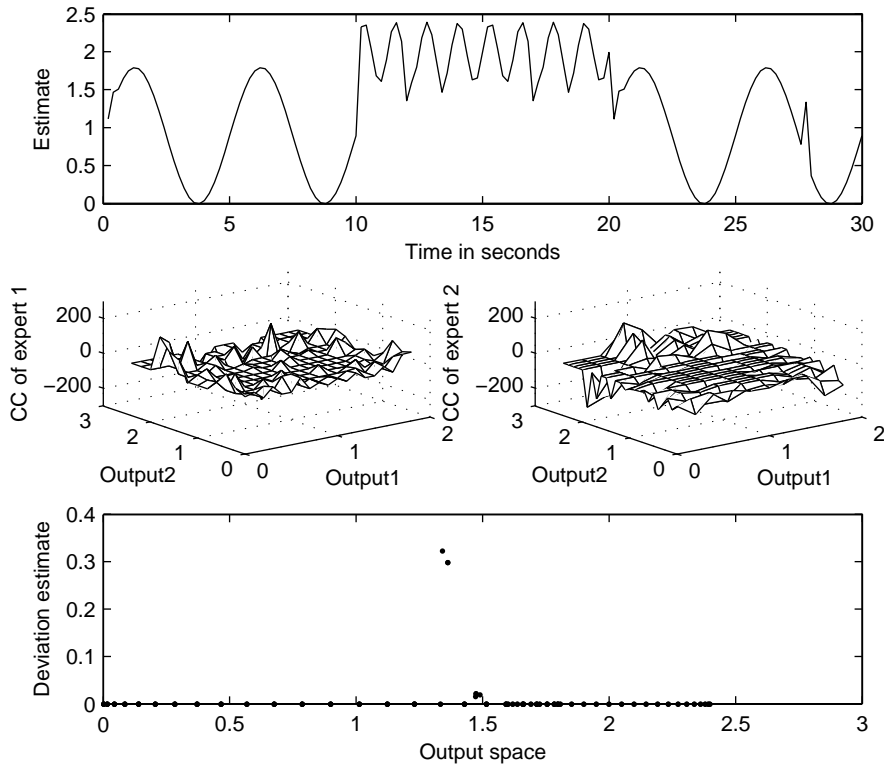 2.5
2
1.5
1
0.5
0
Estimate
0 5 10 15 20 25 30
Time in seconds
CC of expert 1
200
0
−200
3
2
1
0
Output2
0
1
2
Output1
CC of expert 2
200
0
−200
3
2
1
0
Output2
0
1
2
Output1
Deviation estimate
0.4
0.3
0.2
0.1
0
0 0.5 1 1.5 2 2.5 3
Output space